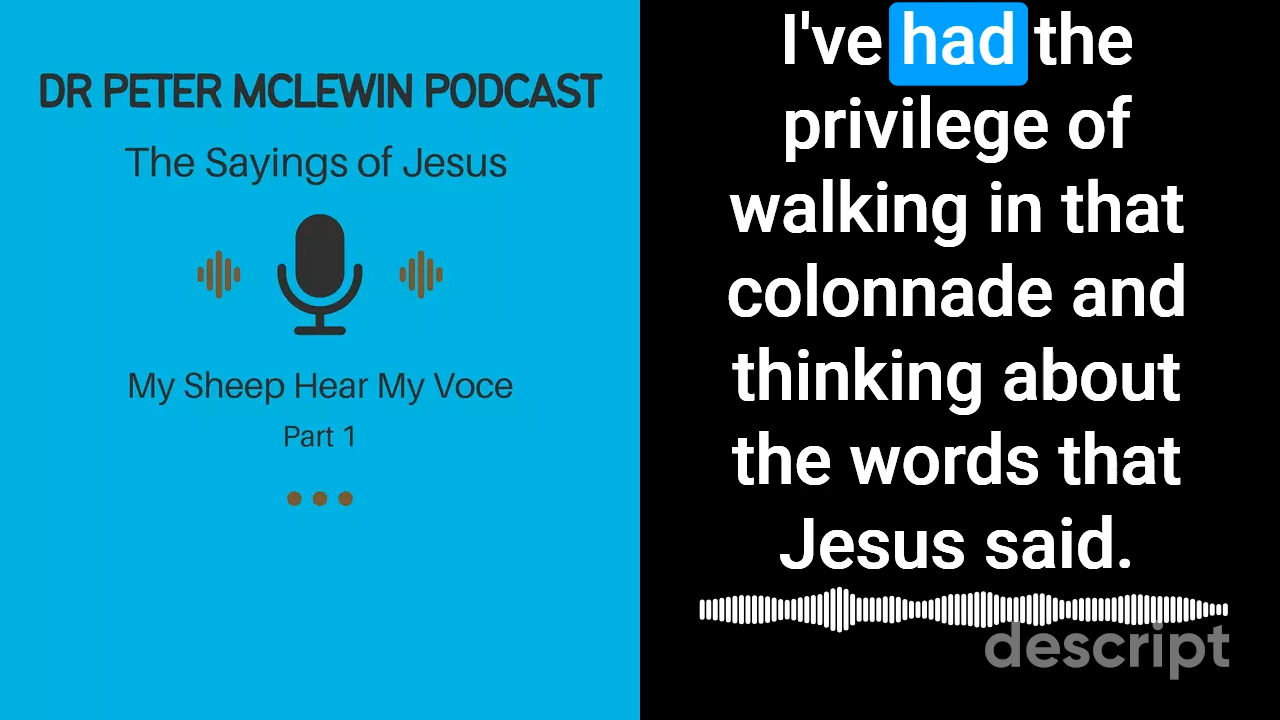 DR PETER MCLEWIN PODCAST
The Sayings of Jesus
My Sheep Hear My Voce
Part 1
I've had the
privilege of
walking in that
colonnade and
thinking about
the words that
Jesus said.
descript